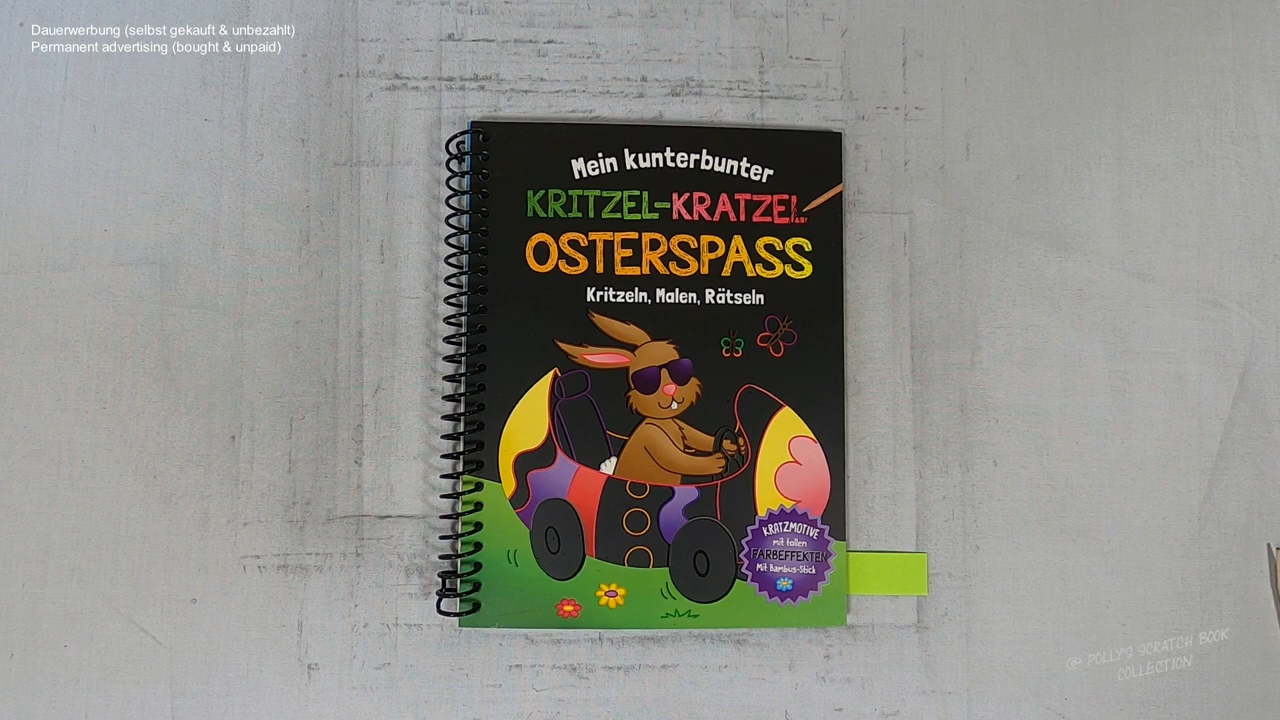 Dauerwerbung (selbst gekauft & unbezahlt)
Permanent advertising (bought & unpaid)
Mein kunterbunter
KRITZEL-KRATZEL
OSTERSPASS
Kritzeln, Malen, Rätseln
KRATZMOTIVE
mit tollen
FARBEFFEKTEN
Mit Bambus-Stick
@ POLLY'S SCRATCH BOOK
COLLECTION